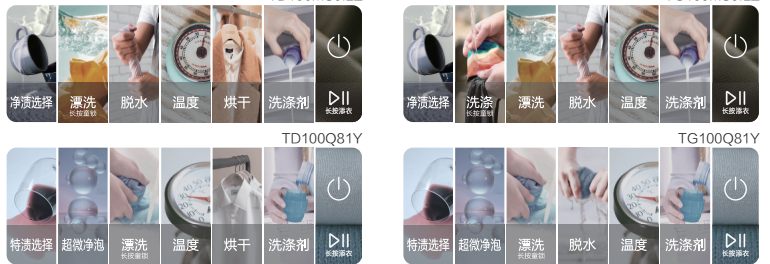 净渍选择 漂洗 脱水 温度 烘干 洗涤剂
长按童锁 长按添衣
净渍选择 洗涤 漂洗 脱水 温度 洗涤剂
长按童锁 长按添衣
TD100Q81Y
TG100Q81Y
特渍选择 超微净泡 漂洗 温度 烘干 洗涤剂
长按童锁 长按添衣
特渍选择 超微净泡 漂洗 脱水 温度 洗涤剂
长按童锁 长按添衣